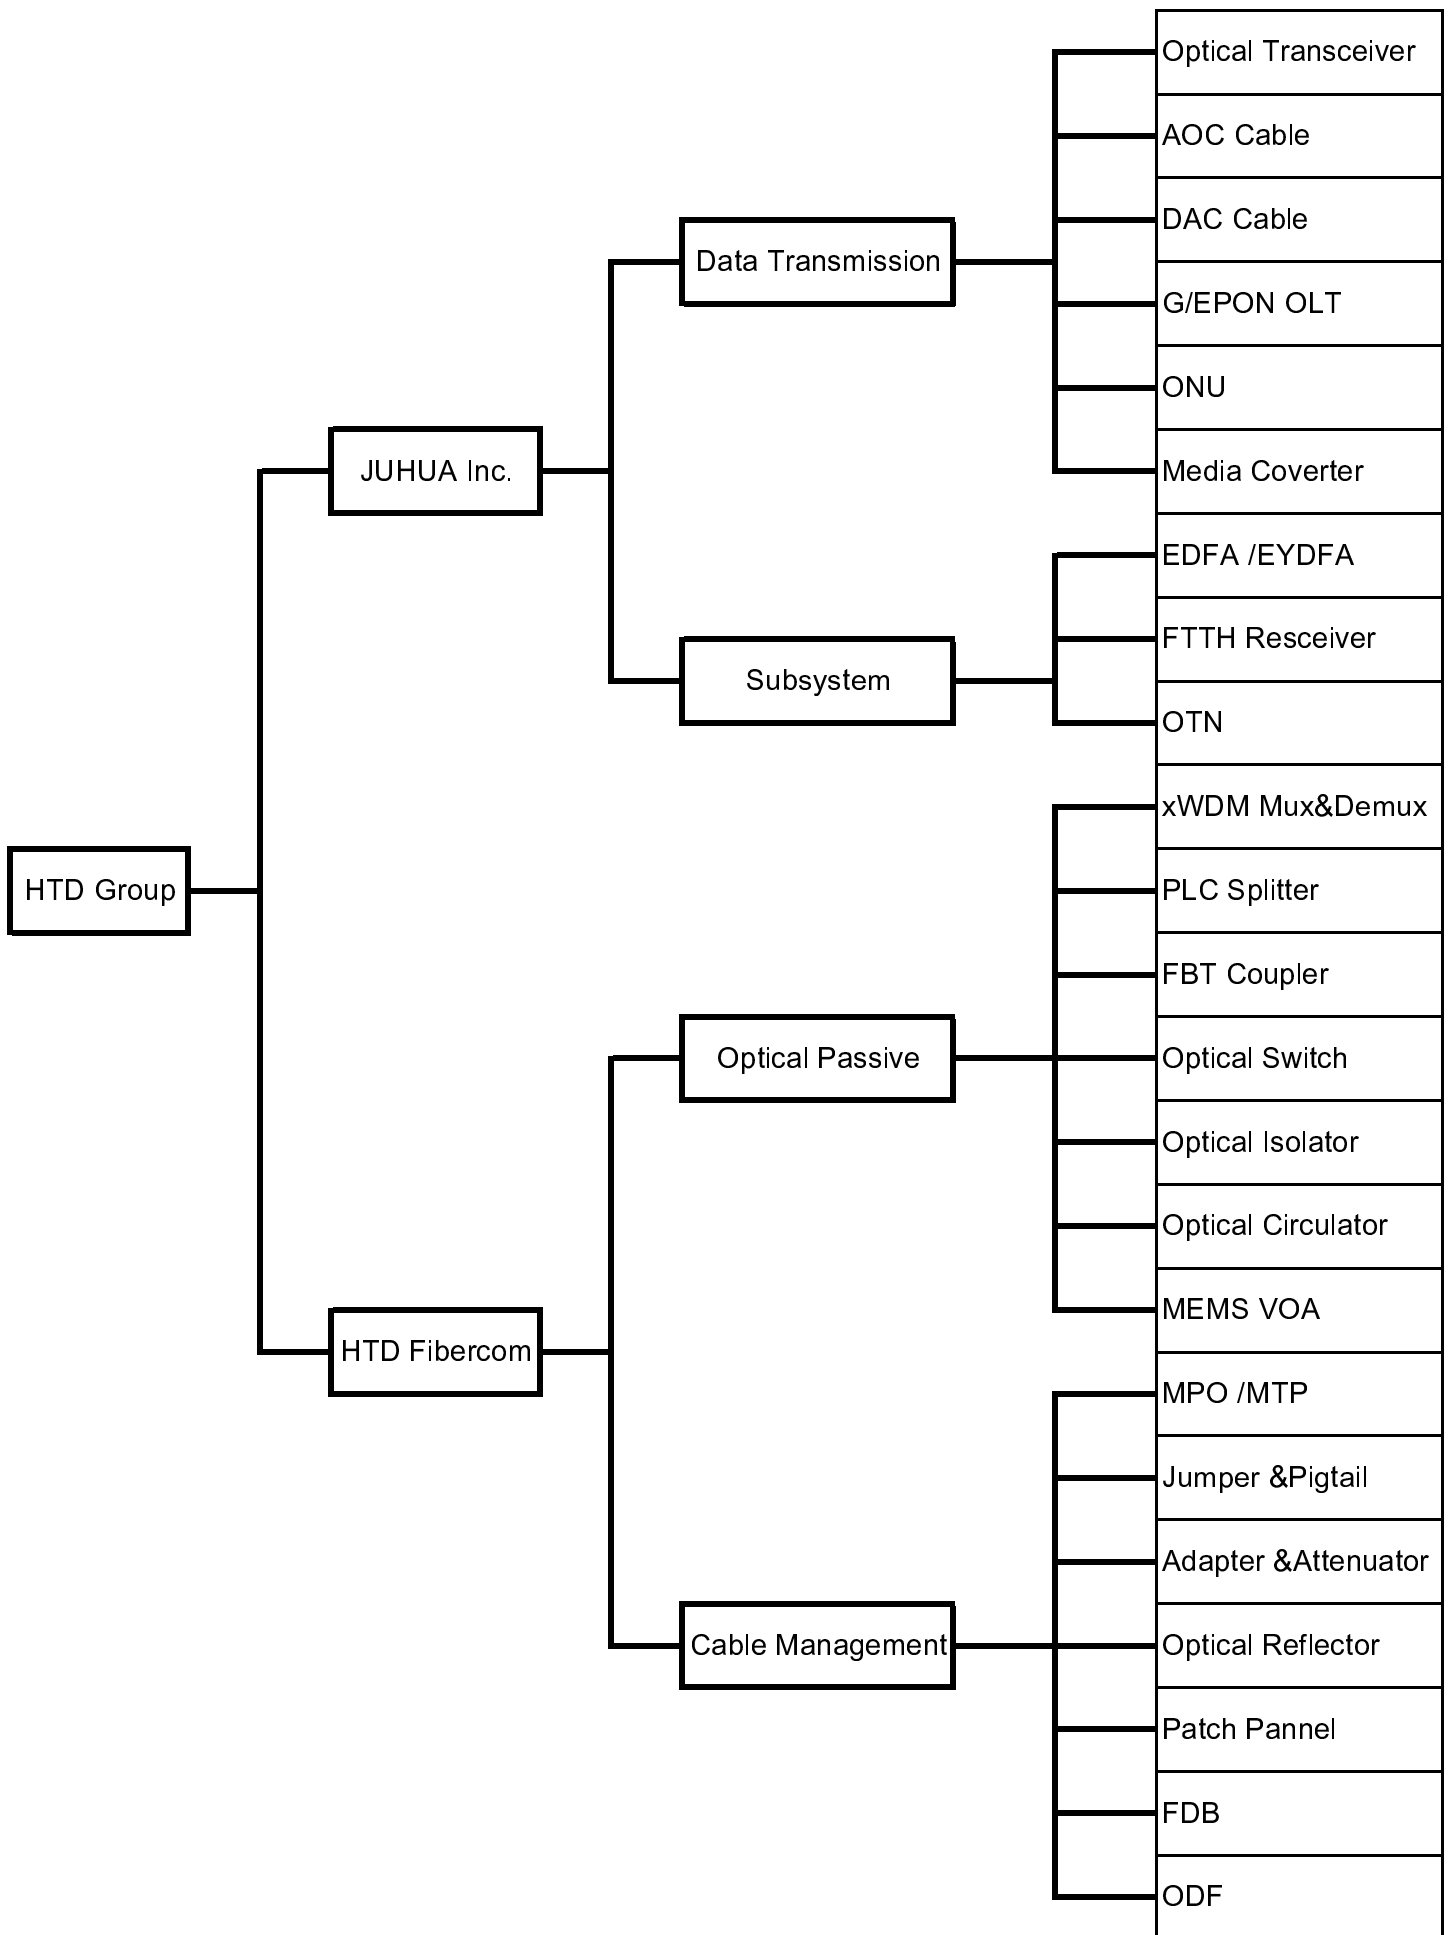 HTD Group
JUHUA Inc.
HTD Fibercom
Data Transmission
Subsystem
Optical Passive
Cable Management
Optical Transceiver
AOC Cable
DAC Cable
G/EPON OLT
ONU
Media Coverter
EDFA /EYDFA
FTTH Resceiver
OTN
xWDM Mux&Demux
PLC Splitter
FBT Coupler
Optical Switch
Optical Isolator
Optical Circulator
MEMS VOA
MPO /MTP
Jumper &Pigtail
Adapter &Attenuator
Optical Reflector
Patch Pannel
FDB
ODF